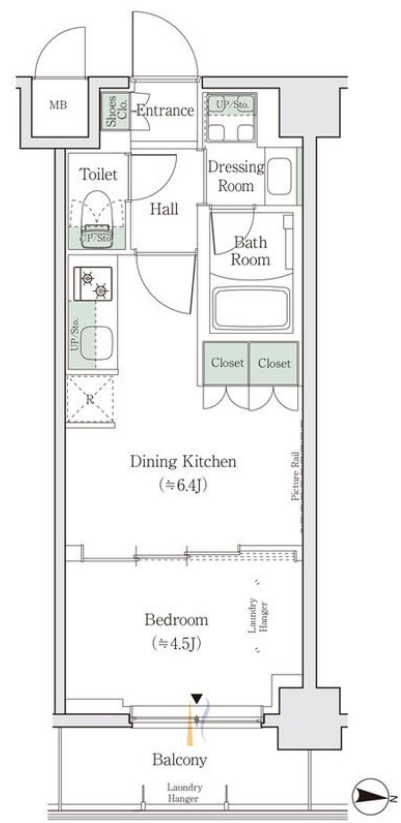 MB
Shoes
Clo.
Entrance
UP/Sto.
Toilet
Dressing
Room
Hall
UP/Sto.
Bath
Room
UP/Sto.
Closet
Closet
R
Dining Kitchen
(≒6.4J)
Picture Rail
Bedroom
(≒4.5J)
Laundry
Hanger
Balcony
Laundry
Hanger
N